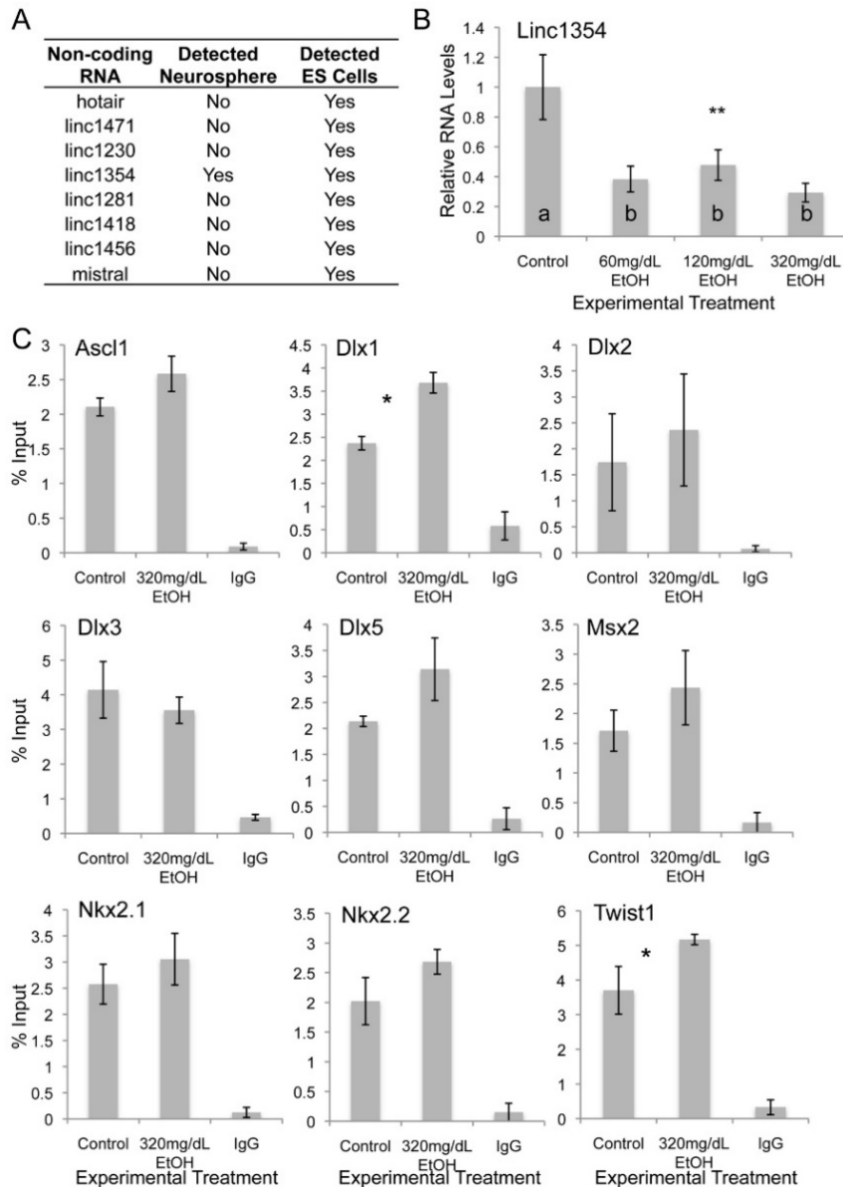 A
Non-coding RNA Detected Neurosphere Detected ES Cells
hotair No Yes
linc1471 No Yes
linc1230 No Yes
linc1354 Yes Yes
linc1281 No Yes
linc1418 No Yes
linc1456 No Yes
mistral No Yes
B
Linc1354
Relative RNA Levels
1.4
1.2
1
0.8
0.6
0.4
0.2
0
**
a b b b
Control 60mg/dL EtOH 120mg/dL EtOH 320mg/dL EtOH
Experimental Treatment
C
Ascl1
% Input
3
2.5
2
1.5
1
0.5
0
Control 320mg/dL EtOH IgG
Dlx1
4.5
4
3.5
3
2.5
2
1.5
1
0.5
0
*
Control 320mg/dL EtOH IgG
Dlx2
4
3.5
3
2.5
2
1.5
1
0.5
0
Control 320mg/dL EtOH IgG
Dlx3
% Input
6
5
4
3
2
1
0
Control 320mg/dL EtOH IgG
Dlx5
4
3.5
3
2.5
2
1.5
1
0.5
0
Control 320mg/dL EtOH IgG
Msx2
3.5
3
2.5
2
1.5
1
0.5
0
Control 320mg/dL EtOH IgG
Nkx2.1
% Input
4
3.5
3
2.5
2
1.5
1
0.5
0
Control 320mg/dL EtOH IgG
Experimental Treatment
Nkx2.2
3.5
3
2.5
2
1.5
1
0.5
0
Control 320mg/dL EtOH IgG
Experimental Treatment
Twist1
6
5
4
3
2
1
0
*
Control 320mg/dL EtOH IgG
Experimental Treatment